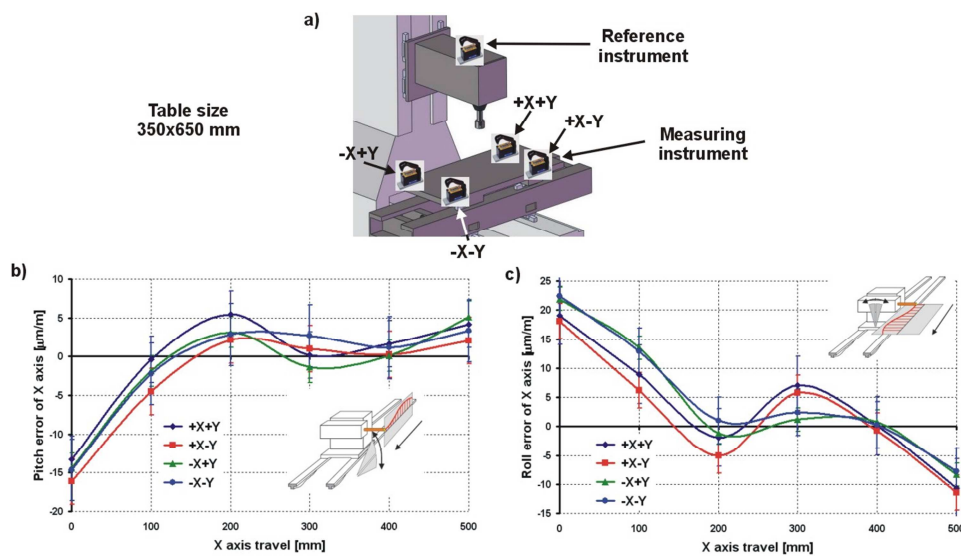 a)
Reference
instrument
Table size
350x650 mm
+X+Y
+X-Y
Measuring
instrument
-X+Y
-X-Y
b)
Pitch error of X axis [µm/m]
10
5
0
-5
-10
-15
-20
+X+Y
+X-Y
-X+Y
-X-Y
0 100 200 300 400 500
X axis travel [mm]
c)
Roll error of X axis [µm/m]
25
20
15
10
5
0
-5
-10
-15
+X+Y
+X-Y
-X+Y
-X-Y
0 100 200 300 400 500
X axis travel [mm]